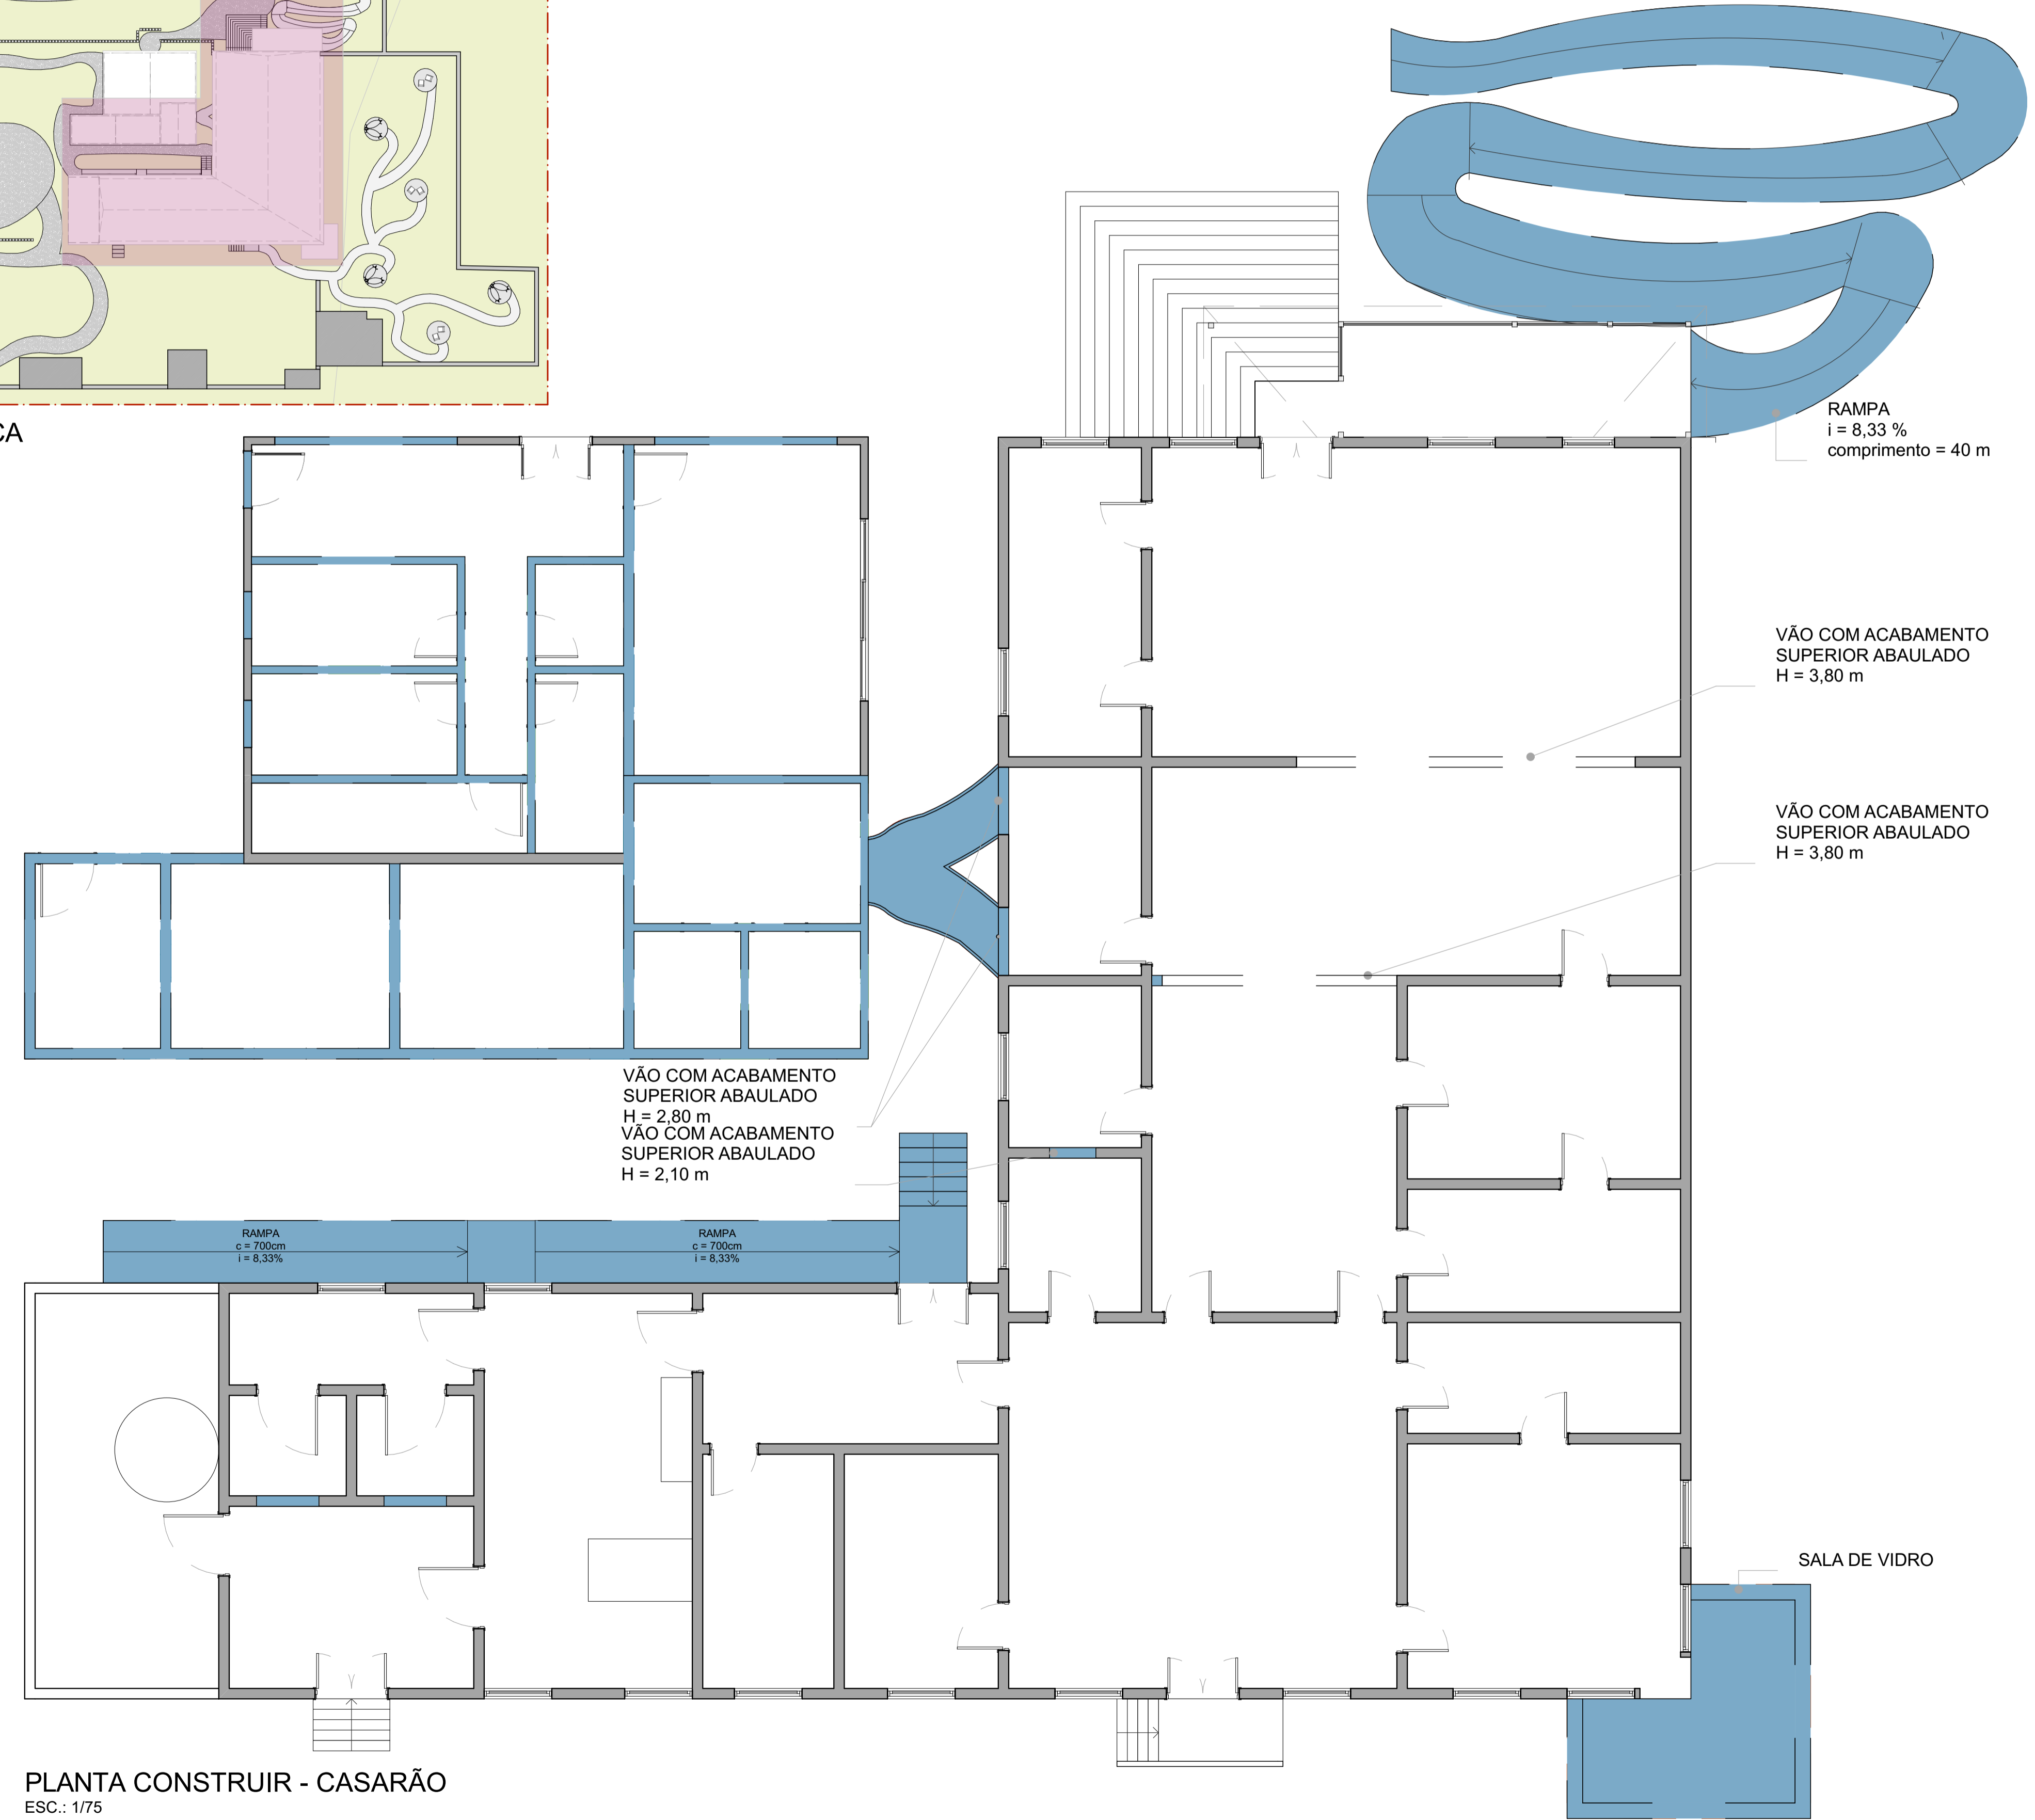 CA
RAMPA
i = 8,33 %
comprimento = 40 m
VÃO COM ACABAMENTO
SUPERIOR ABAULADO
H = 3,80 m
VÃO COM ACABAMENTO
SUPERIOR ABAULADO
H = 3,80 m
VÃO COM ACABAMENTO
SUPERIOR ABAULADO
H = 2,80 m
VÃO COM ACABAMENTO
SUPERIOR ABAULADO
H = 2,10 m
RAMPA
c = 700cm
i = 8,33%
RAMPA
c = 700cm
i = 8,33%
SALA DE VIDRO
PLANTA CONSTRUIR - CASARÃO
ESC.: 1/75